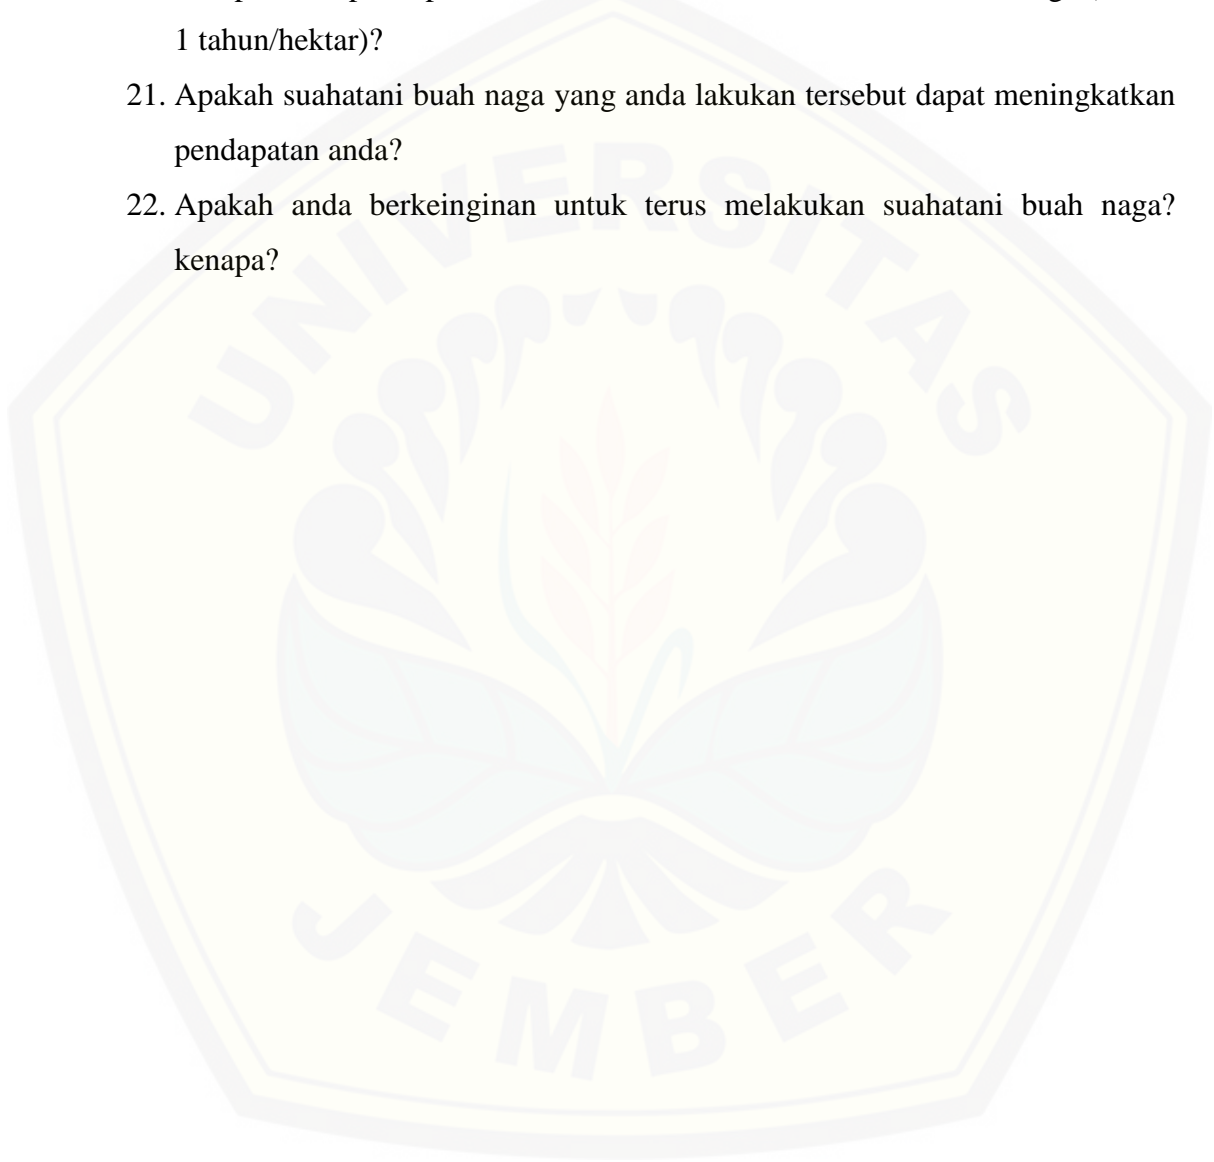 1 tahun/hektar)?
21. Apakah suahatani buah naga yang anda lakukan tersebut dapat meningkatkan
pendapatan anda?
22. Apakah anda berkeinginan untuk terus melakukan suahatani buah naga?
kenapa?
UNIVERSITAS
JEMBER